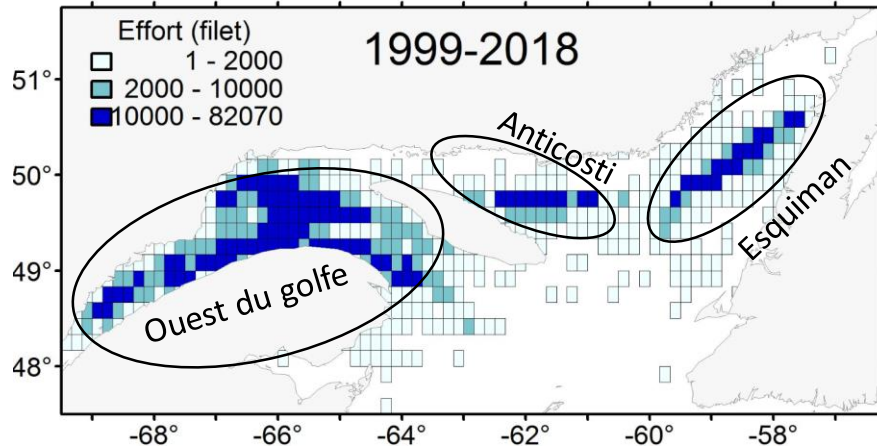 Effort (filet)
1 - 2000
2000 - 10000
10000 - 82070
1999-2018
Anticosti
Esquiman
Ouest du golfe
51°
50°
49°
48°
-68°
-66°
-64°
-62°
-60°
-58°